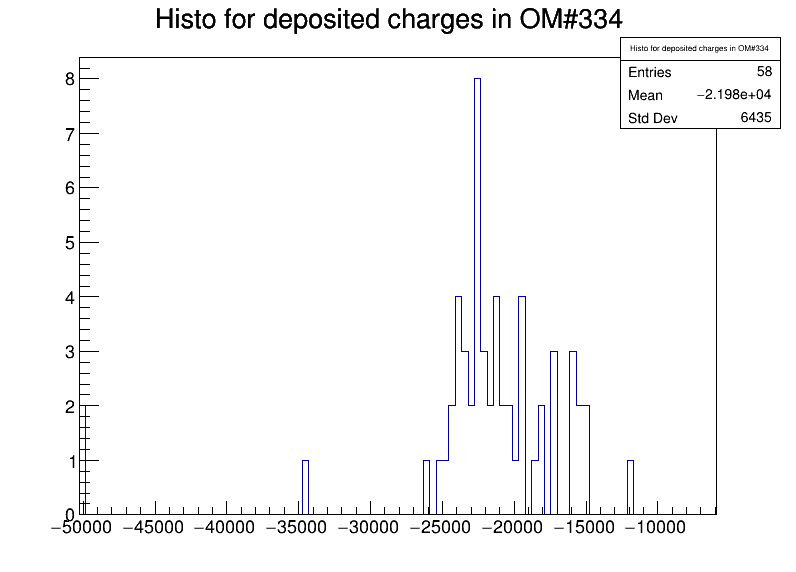 Histo for deposited charges in OM#334
Histo for deposited charges in OM#334
Entries 58
Mean −2.198e+04
Std Dev 6435
8
7
6
5
4
3
2
1
0
−50000 −45000 −40000 −35000 −30000 −25000 −20000 −15000 −10000